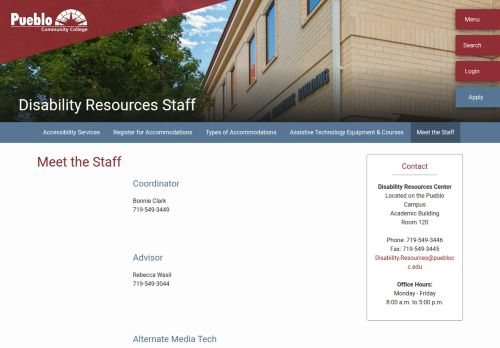 Pueblo
Community College
Menu
Search
Login
Apply
ACADEMIC BUILDING
Disability Resources Staff
Accessibility Services
Register for Accommodations
Types of Accommodations
Assistive Technology Equipment & Courses
Meet the Staff
Meet the Staff
Coordinator
Bonnie Clark
719-549-3449
Advisor
Rebecca Wasil
719-549-3044
Alternate Media Tech
Contact
Disability Resources Center
Located on the Pueblo
Campus
Academic Building
Room 120
Phone: 719-549-3446
Fax: 719-549-3445
Disability.Resources@puebloc
c.edu
Office Hours:
Monday - Friday
8:00 a.m. to 5:00 p.m.